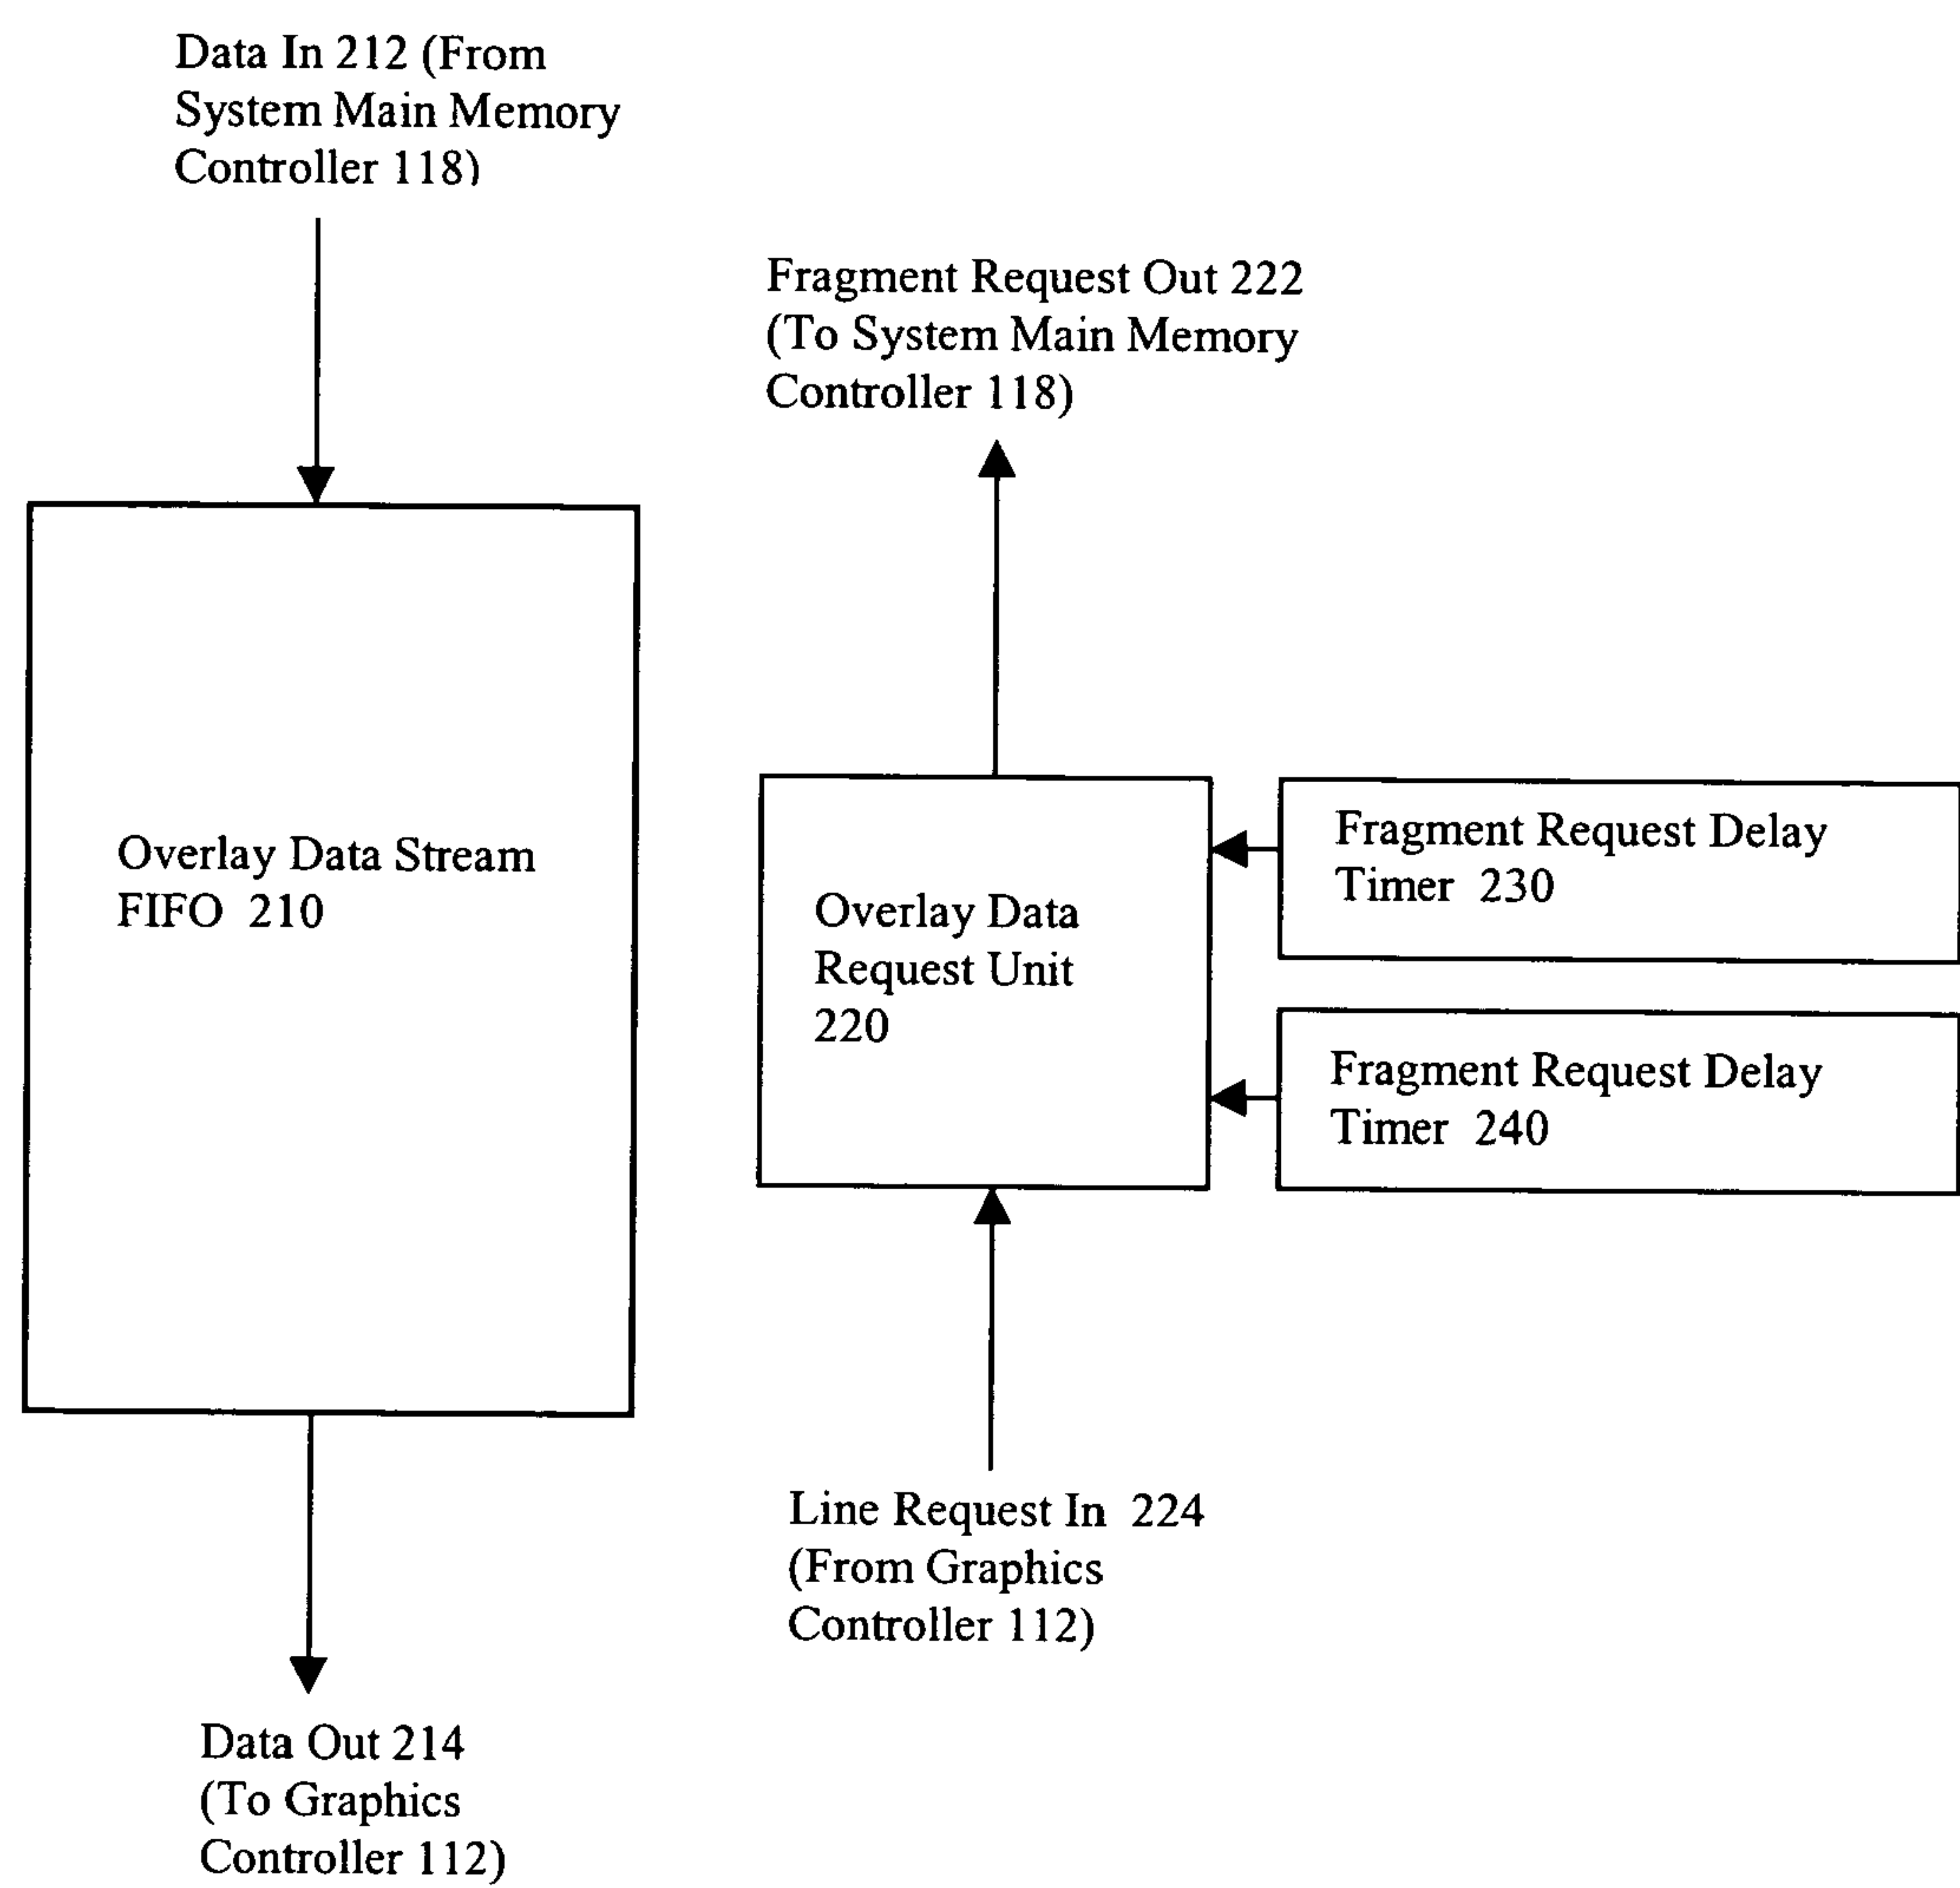 Data In 212 (From
System Main Memory
Controller 118)
Fragment Request Out 222
(To System Main Memory
Controller 118)
Overlay Data Stream
FIFO 210
Overlay Data
Request Unit
220
Fragment Request Delay
Timer 230
Fragment Request Delay
Timer 240
Line Request In 224
(From Graphics
Controller 112)
Data Out 214
(To Graphics
Controller 112)